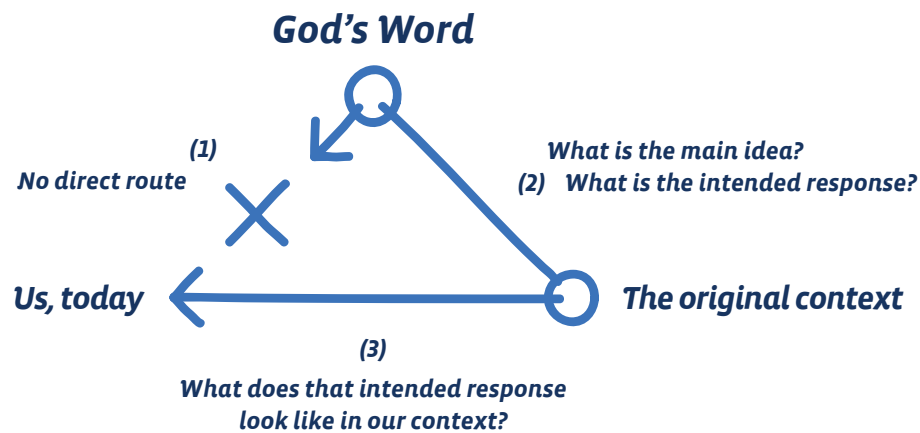 God's Word
(1)
No direct route
What is the main idea?
(2) What is the intended response?
Us, today
The original context
(3)
What does that intended response
look like in our context?